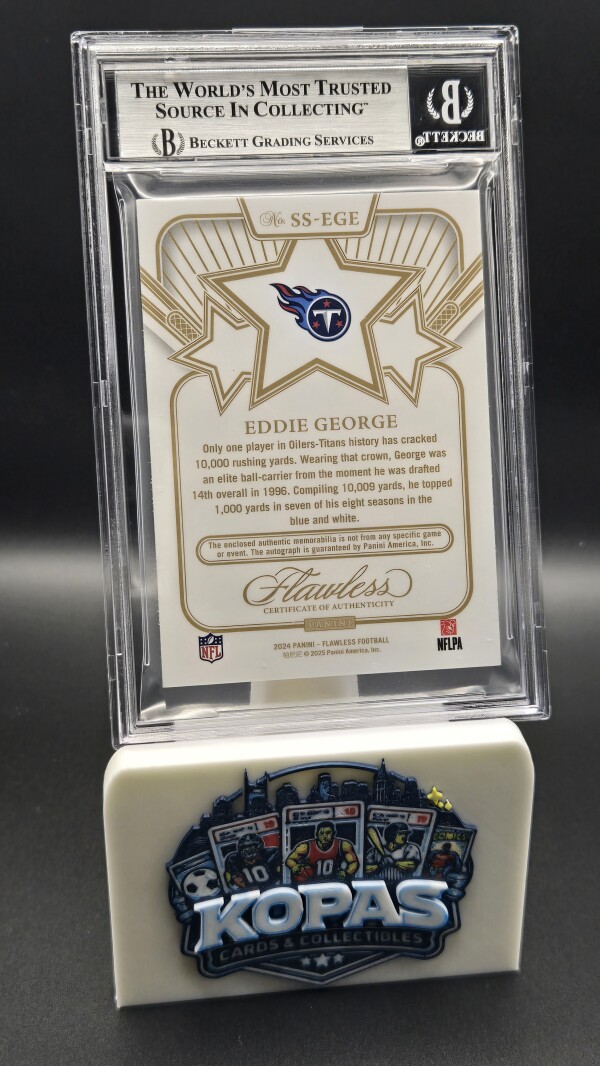 THE WORLD'S MOST TRUSTED
SOURCE IN COLLECTING™
B BECKETT GRADING SERVICES
B
BECKETT®
No. SS-EGE
T
EDDIE GEORGE
Only one player in Oilers-Titans history has cracked
10,000 rushing yards. Wearing that crown, George was
an elite ball-carrier from the moment he was drafted
14th overall in 1996. Compiling 10,009 yards, he topped
1,000 yards in seven of his eight seasons in the
blue and white.
The enclosed authentic memorabilia is not from any specific game
or event. The autograph is guaranteed by Panini America, Inc.
Flawless
CERTIFICATE OF AUTHENTICITY
PANINI
NFL
NFLPA
2024 PANINI - FLAWLESS FOOTBALL
© 2025 Panini America, Inc.
10
10
COMICS
KOPAS
CARDS & COLLECTIBLES